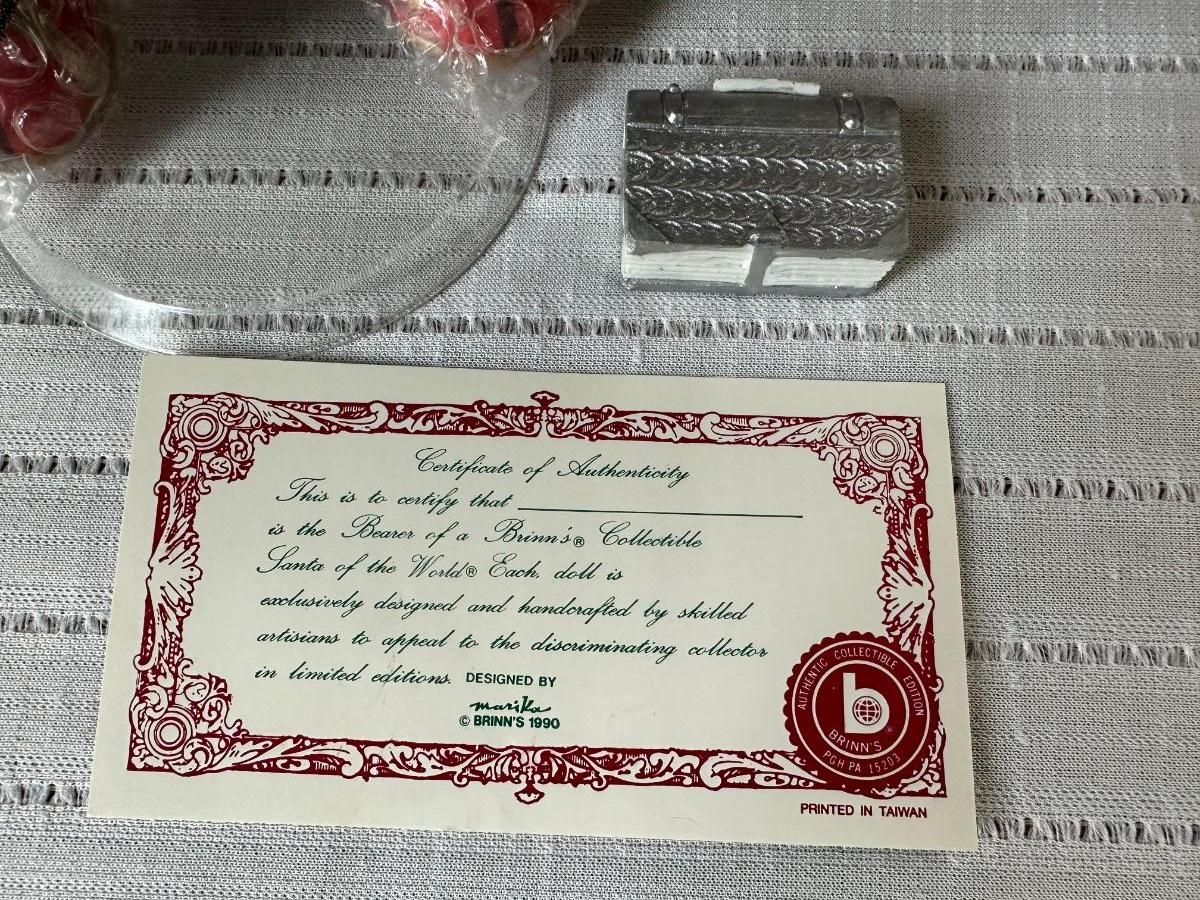 Certificate of Authenticity
This is to certify that
is the Bearer of a Brinn's® Collectible
Santa of the World® Each. doll is
exclusively designed and handcrafted by skilled
artisians to appeal to the discriminating collector
in limited editions. DESIGNED BY
marika
© BRINN'S 1990
AUTHENTIC COLLECTIBLE EDITION
b
BRINN'S
PGH PA 15203
PRINTED IN TAIWAN